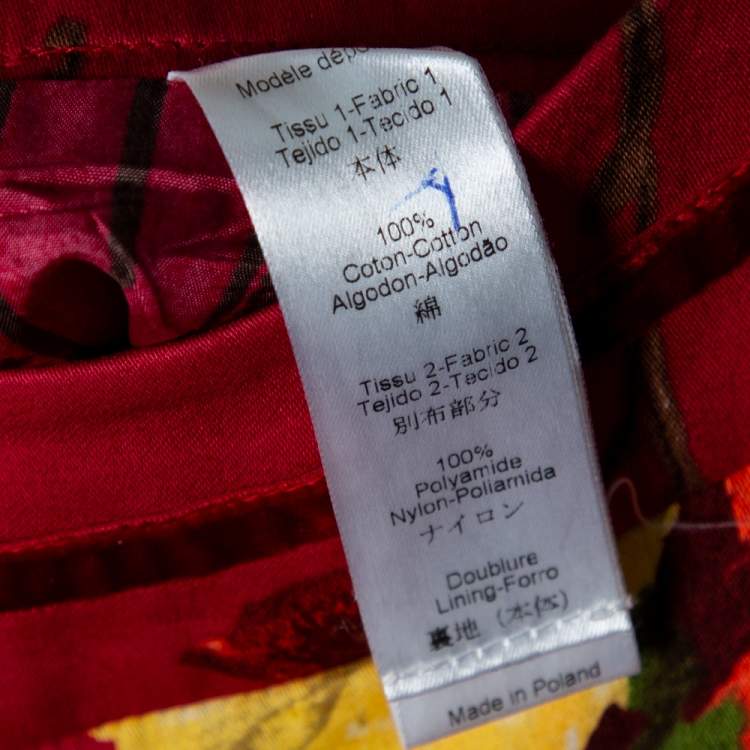 Modèle dépo
Tissu 1-Fabric 1
Tejido 1-Tecido 1
本体
100%
Coton-Cotton
Algodon-Algodão
綿
Tissu 2-Fabric 2
Tejido 2-Tecido 2
別布部分
100%
Polyamide
Nylon-Poliamida
ナイロン
Doublure
Lining-Forro
裏地 (本体)
Made in Poland